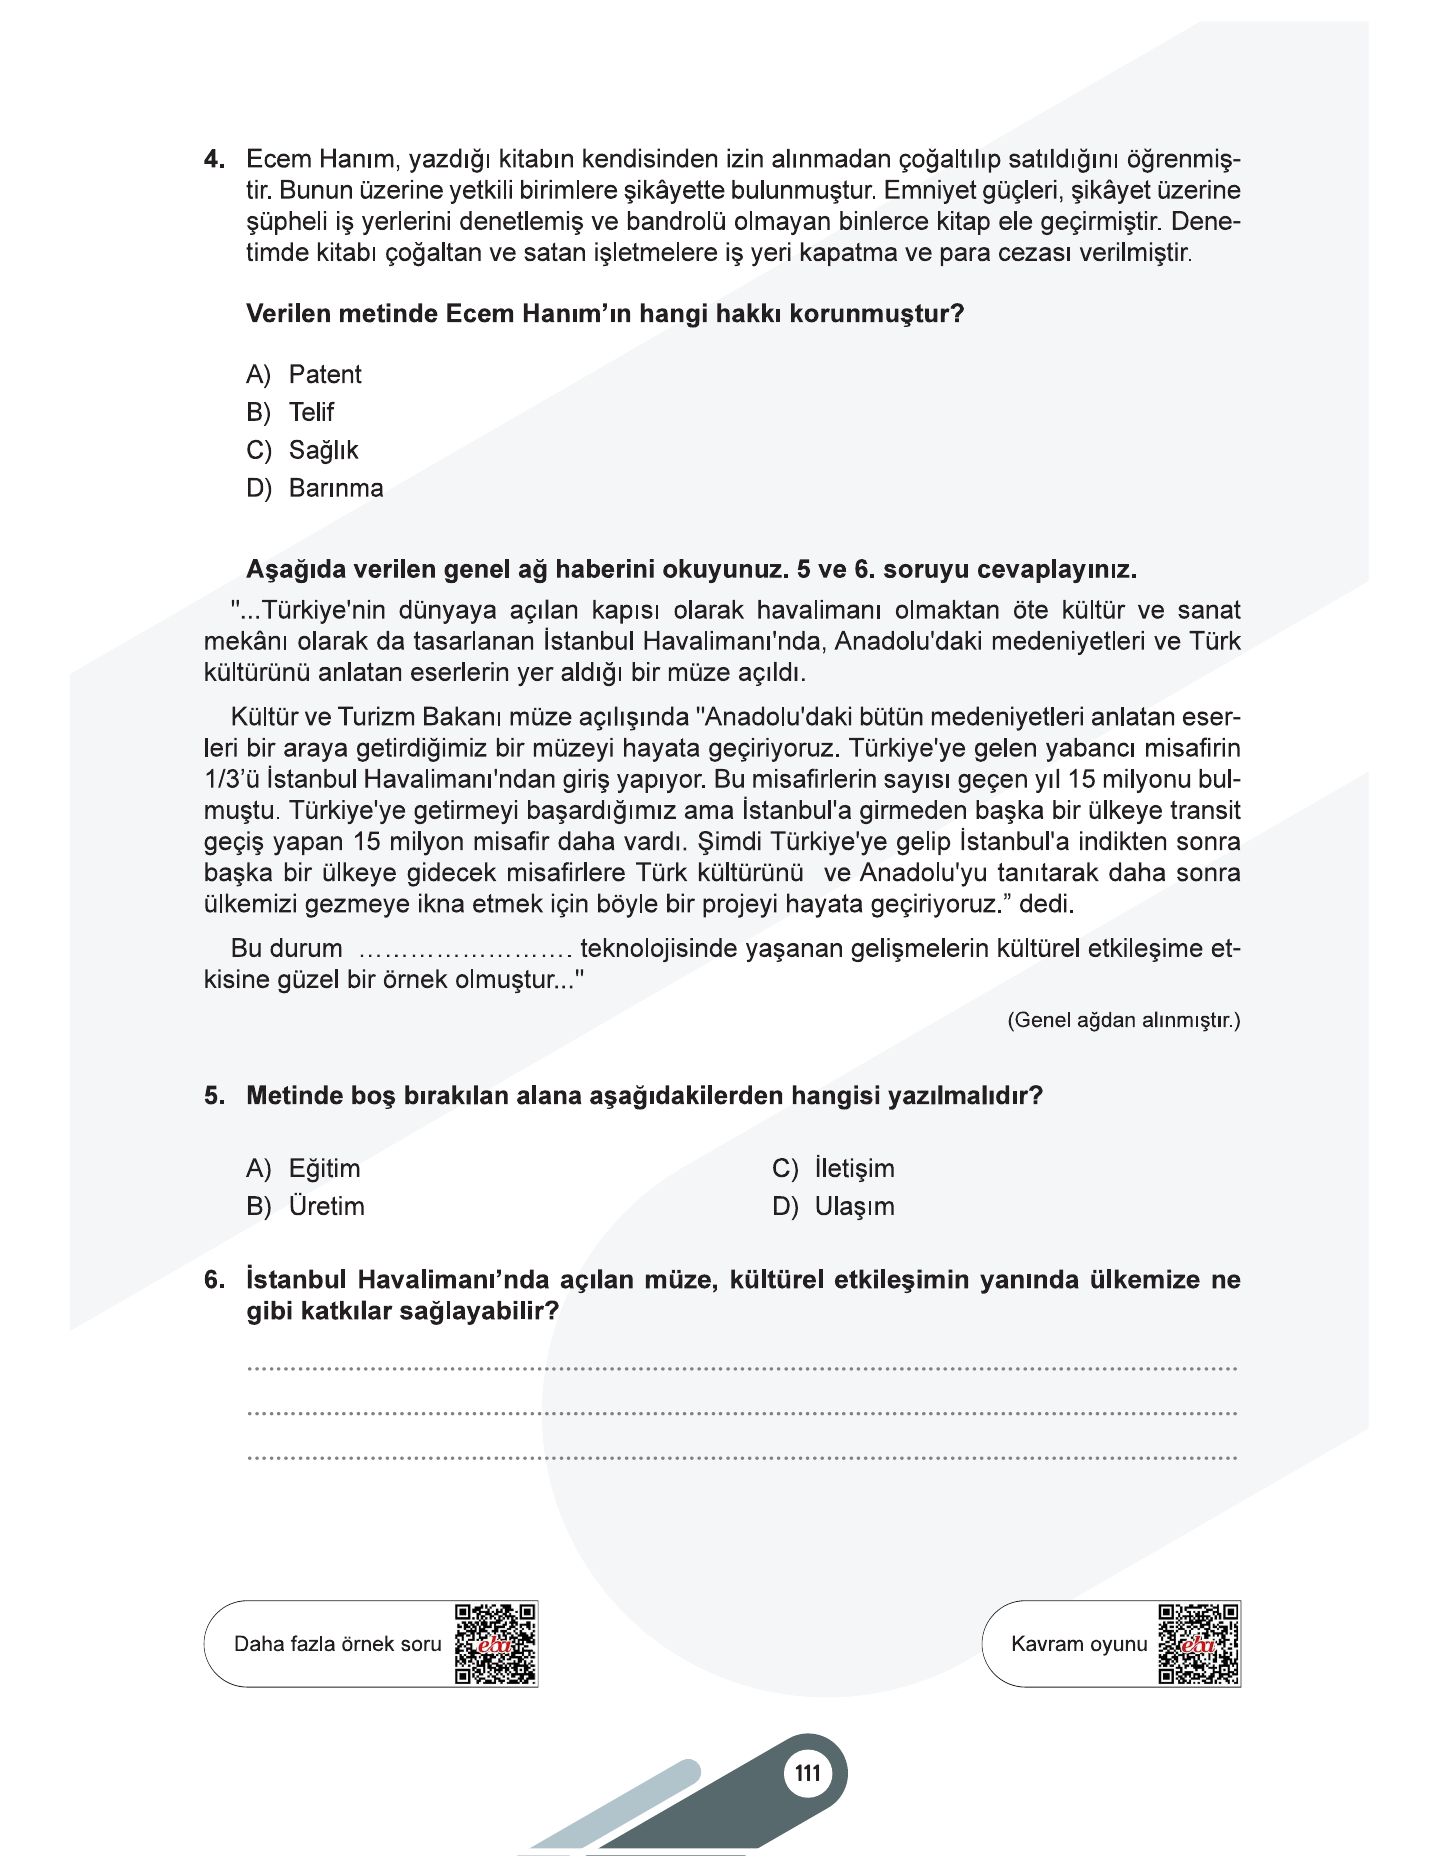 4. Ecem Hanım, yazdığı kitabın kendisinden izin alınmadan çoğaltılıp satıldığını öğrenmiş-
tir. Bunun üzerine yetkili birimlere şikâyette bulunmuştur. Emniyet güçleri, şikâyet üzerine
şüpheli iş yerlerini denetlemiş ve bandrolü olmayan binlerce kitap ele geçirmiştir. Dene-
timde kitabı çoğaltan ve satan işletmelere iş yeri kapatma ve para cezası verilmiştir.
Verilen metinde Ecem Hanım’ın hangi hakkı korunmuştur?
A) Patent
B) Telif
C) Sağlık
D) Barınma
Aşağıda verilen genel ağ haberini okuyunuz. 5 ve 6. soruyu cevaplayınız.
"...Türkiye'nin dünyaya açılan kapısı olarak havalimanı olmaktan öte kültür ve sanat
mekânı olarak da tasarlanan İstanbul Havalimanı'nda, Anadolu'daki medeniyetleri ve Türk
kültürünü anlatan eserlerin yer aldığı bir müze açıldı.
Kültür ve Turizm Bakanı müze açılışında "Anadolu'daki bütün medeniyetleri anlatan eser-
leri bir araya getirdiğimiz bir müzeyi hayata geçiriyoruz. Türkiye'ye gelen yabancı misafirin
1/3’ü İstanbul Havalimanı'ndan giriş yapıyor. Bu misafirlerin sayısı geçen yıl 15 milyonu bul-
muştu. Türkiye'ye getirmeyi başardığımız ama İstanbul'a girmeden başka bir ülkeye transit
geçiş yapan 15 milyon misafir daha vardı. Şimdi Türkiye'ye gelip İstanbul'a indikten sonra
başka bir ülkeye gidecek misafirlere Türk kültürünü ve Anadolu'yu tanıtarak daha sonra
ülkemizi gezmeye ikna etmek için böyle bir projeyi hayata geçiriyoruz.” dedi.
Bu durum ……………………. teknolojisinde yaşanan gelişmelerin kültürel etkileşime et-
kisine güzel bir örnek olmuştur..."
(Genel ağdan alınmıştır.)
5. Metinde boş bırakılan alana aşağıdakilerden hangisi yazılmalıdır?
A) Eğitim
B) Üretim
C) İletişim
D) Ulaşım
6. İstanbul Havalimanı’nda açılan müze, kültürel etkileşimin yanında ülkemize ne
gibi katkılar sağlayabilir?
Daha fazla örnek soru
eba
Kavram oyunu
eba
111